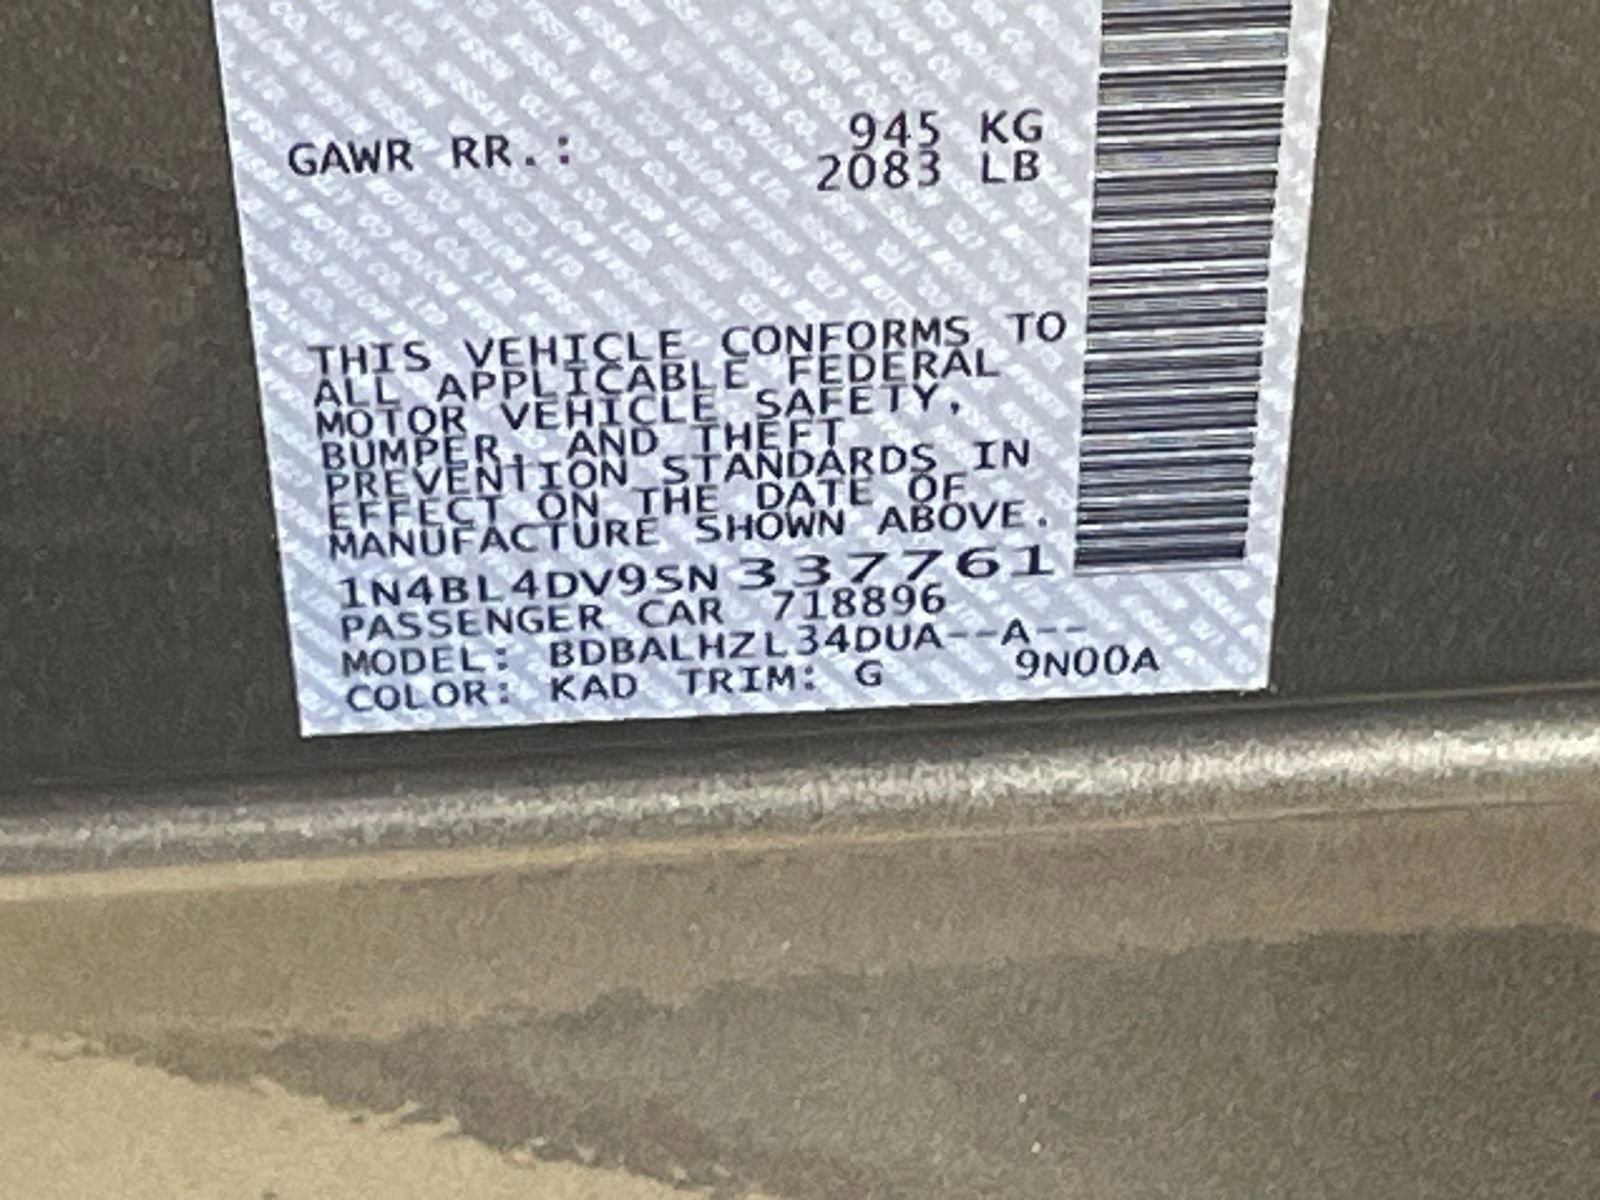 GAWR RR.: 945 KG
2083 LB
THIS VEHICLE CONFORMS TO
ALL APPLICABLE FEDERAL
MOTOR VEHICLE SAFETY,
BUMPER, AND THEFT
PREVENTION STANDARDS IN
EFFECT ON THE DATE OF
MANUFACTURE SHOWN ABOVE.
1N4BL4DV9SN337761
PASSENGER CAR 718896
MODEL: BDBALHZL34DUA--A--
COLOR: KAD TRIM: G 9N00A